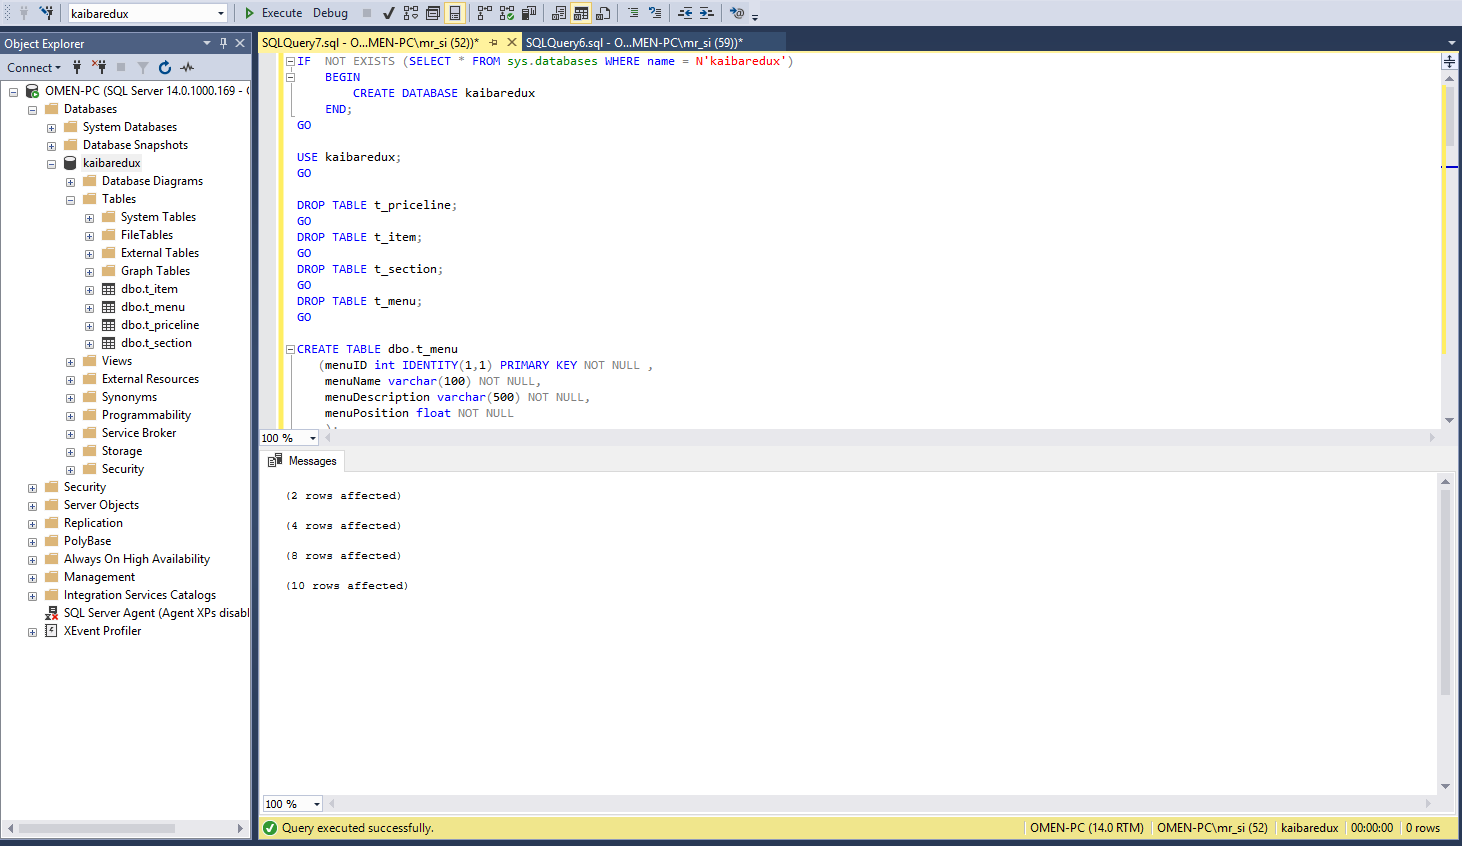 kaibaredux
Execute
Debug
Object Explorer
Connect
OMEN-PC (SQL Server 14.0.1000.169 - 
Databases
System Databases
Database Snapshots
kaibaredux
Database Diagrams
Tables
System Tables
FileTables
External Tables
Graph Tables
dbo.t_item
dbo.t_menu
dbo.t_priceline
dbo.t_section
Views
External Resources
Synonyms
Programmability
Service Broker
Storage
Security
Security
Server Objects
Replication
PolyBase
Always On High Availability
Management
Integration Services Catalogs
SQL Server Agent (Agent XPs disabl
XEvent Profiler
SQLQuery7.sql - O...MEN-PC\mr_si (52))*
SQLQuery6.sql - O...MEN-PC\mr_si (59))*
IF NOT EXISTS (SELECT * FROM sys.databases WHERE name = N'kaibaredux')
BEGIN
CREATE DATABASE kaibaredux
END;
GO
USE kaibaredux;
GO
DROP TABLE t_priceline;
GO
DROP TABLE t_item;
GO
DROP TABLE t_section;
GO
DROP TABLE t_menu;
GO
CREATE TABLE dbo.t_menu
(menuID int IDENTITY(1,1) PRIMARY KEY NOT NULL ,
menuName varchar(100) NOT NULL,
menuDescription varchar(500) NOT NULL,
menuPosition float NOT NULL
);
100 %
Messages
(2 rows affected)
(4 rows affected)
(8 rows affected)
(10 rows affected)
100 %
Query executed successfully.
OMEN-PC (14.0 RTM)
OMEN-PC\mr_si (52)
kaibaredux
00:00:00
0 rows